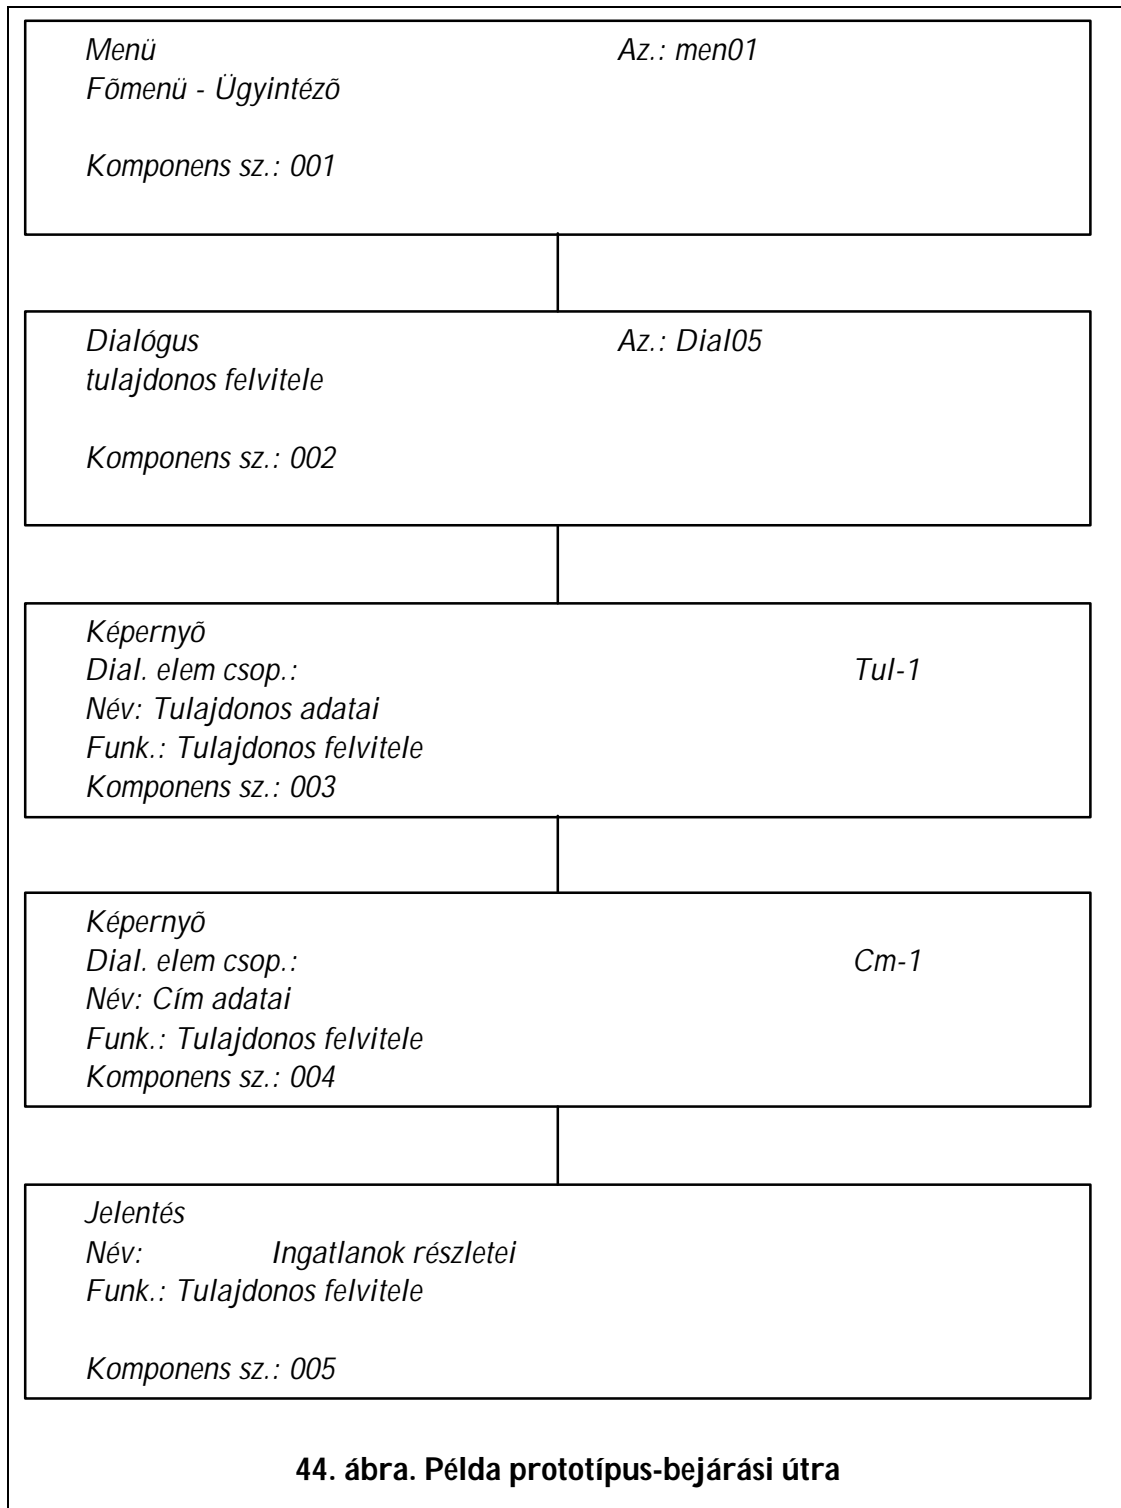 Menü Az.: men01
Fõmenü - Ügyintézõ
Komponens sz.: 001
Dialógus Az.: Dial05
tulajdonos felvitele
Komponens sz.: 002
Képernyõ
Dial. elem csop.: Tul-1
Név: Tulajdonos adatai
Funk.: Tulajdonos felvitele
Komponens sz.: 003
Képernyõ
Dial. elem csop.: Cm-1
Név: Cím adatai
Funk.: Tulajdonos felvitele
Komponens sz.: 004
Jelentés
Név: Ingatlanok részletei
Funk.: Tulajdonos felvitele
Komponens sz.: 005
44. ábra. Példa prototípus-bejárási útra